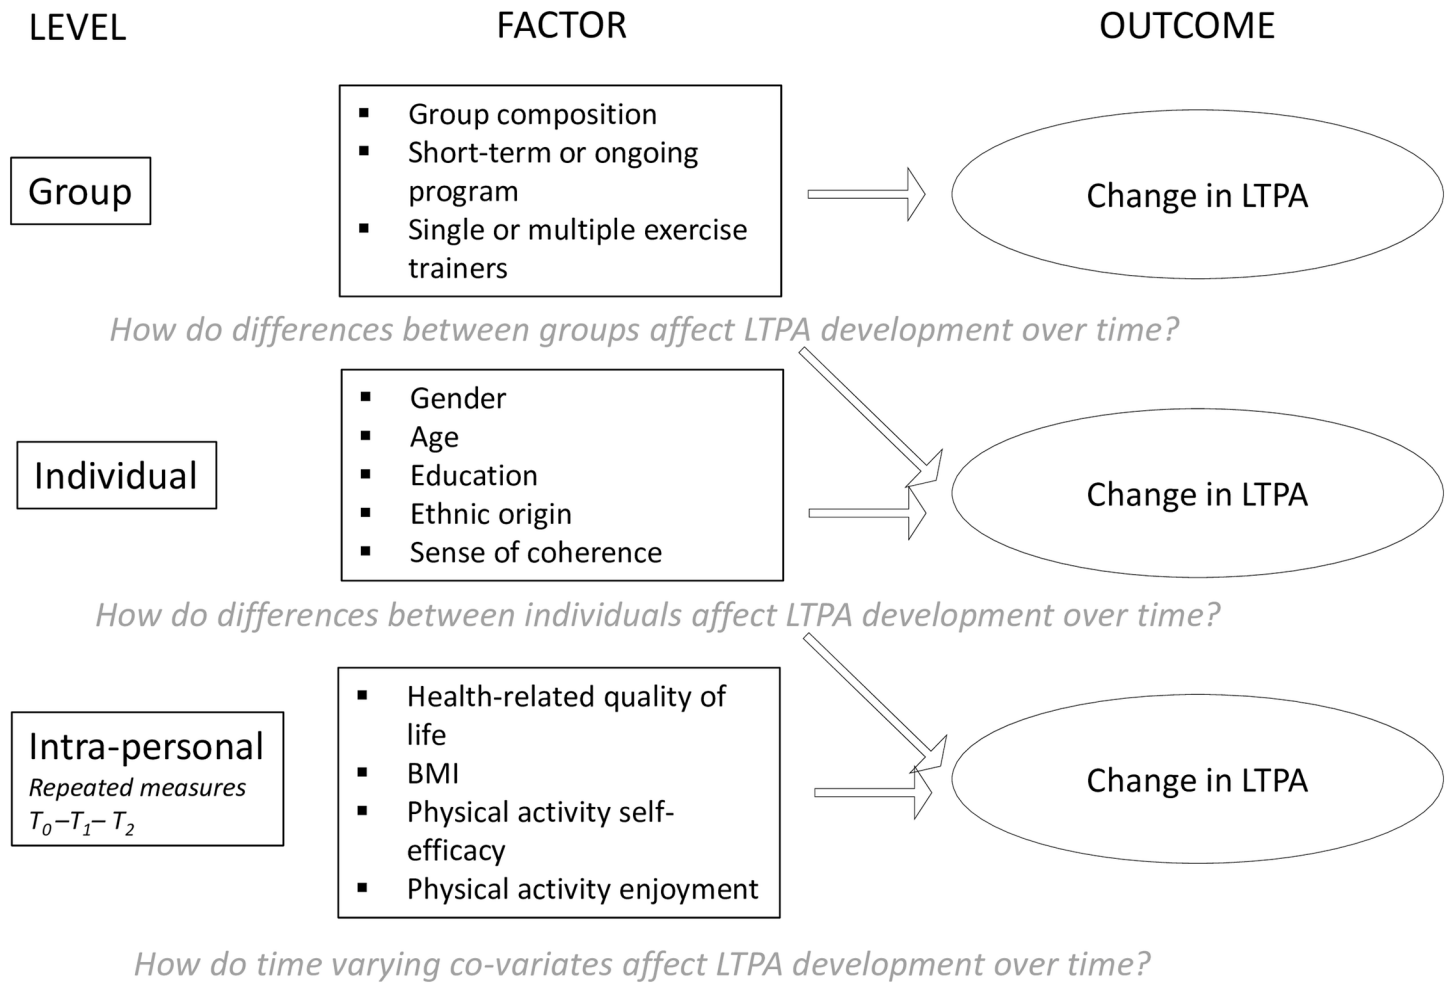 LEVEL
FACTOR
OUTCOME
Group
▪ Group composition
▪ Short-term or ongoing
program
▪ Single or multiple exercise
trainers
Change in LTPA
How do differences between groups affect LTPA development over time?
Individual
▪ Gender
▪ Age
▪ Education
▪ Ethnic origin
▪ Sense of coherence
Change in LTPA
How do differences between individuals affect LTPA development over time?
Intra-personal
Repeated measures
T0–T1– T2
▪ Health-related quality of
life
▪ BMI
▪ Physical activity self-
efficacy
▪ Physical activity enjoyment
Change in LTPA
How do time varying co-variates affect LTPA development over time?